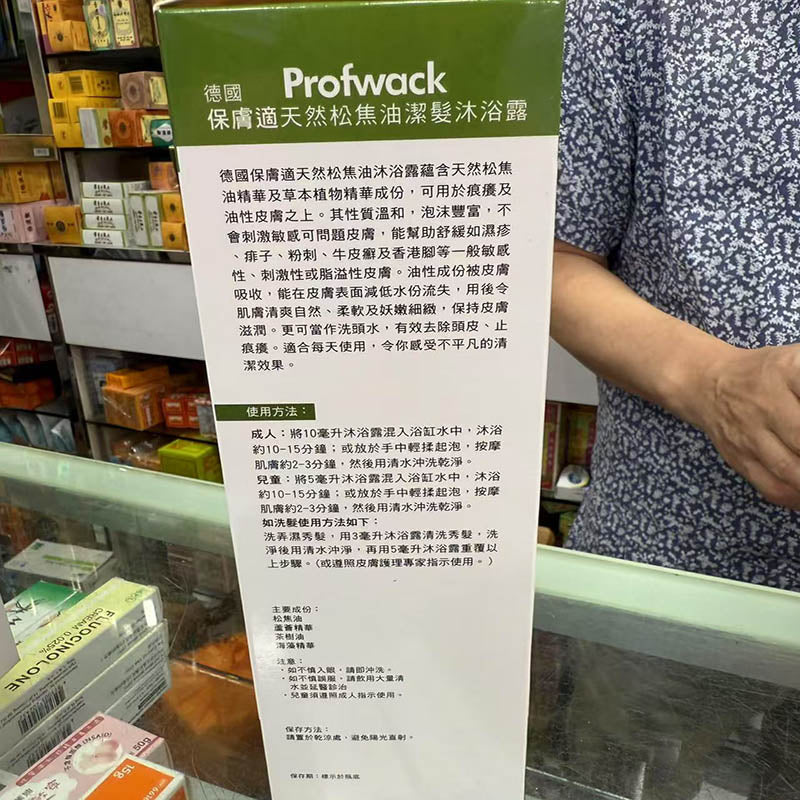 德國 Profwack
保膚適天然松焦油潔髮沐浴露
德國保膚適天然松焦油沐浴露蘊含天然松焦
油精華及草本植物精華成份，可用於痕癢及
油性皮膚之上。其性質溫和，泡沫豐富，不
會刺激敏感可問題皮膚，能幫助舒緩如濕疹
、痱子、粉刺、牛皮癬及香港腳等一般敏感
性、刺激性或脂溢性皮膚。油性成份被皮膚
吸收，能在皮膚表面減低水份流失，用後令
肌膚清爽自然、柔軟及妖嫩細緻，保持皮膚
滋潤。更可當作洗頭水，有效去除頭皮、止
痕癢。適合每天使用，令你感受不平凡的清
潔效果。
使用方法：
成人：將10毫升沐浴露混入浴缸水中，沐浴
約10-15分鐘；或放於手中輕揉起泡，按摩
肌膚約2-3分鐘，然後用清水沖洗乾淨。
兒童：將5毫升沐浴露混入浴缸水中，沐浴
約10-15分鐘；或放於手中輕揉起泡，按摩
肌膚約2-3分鐘，然後用清水沖洗乾淨。
如洗髮使用方法如下：
洗弄濕秀髮，用3毫升沐浴露清洗秀髮，洗
淨後用清水沖淨，再用5毫升沐浴露重覆以
上步驟。（或遵照皮膚護理專家指示使用。）
主要成份：
松焦油
蘆薈精華
茶樹油
海藻精華
注意：
·如不慎入眼，請即沖洗。
·如不慎誤服，請飲用大量清
水並延醫診治
·兒童須遵照成人指示使用。
保存方法：
請置於乾涼處，避免陽光直射。
保存期：標示於瓶底
FLUOCINOLONE
CREAM 0.025%
(NSAID)
15g